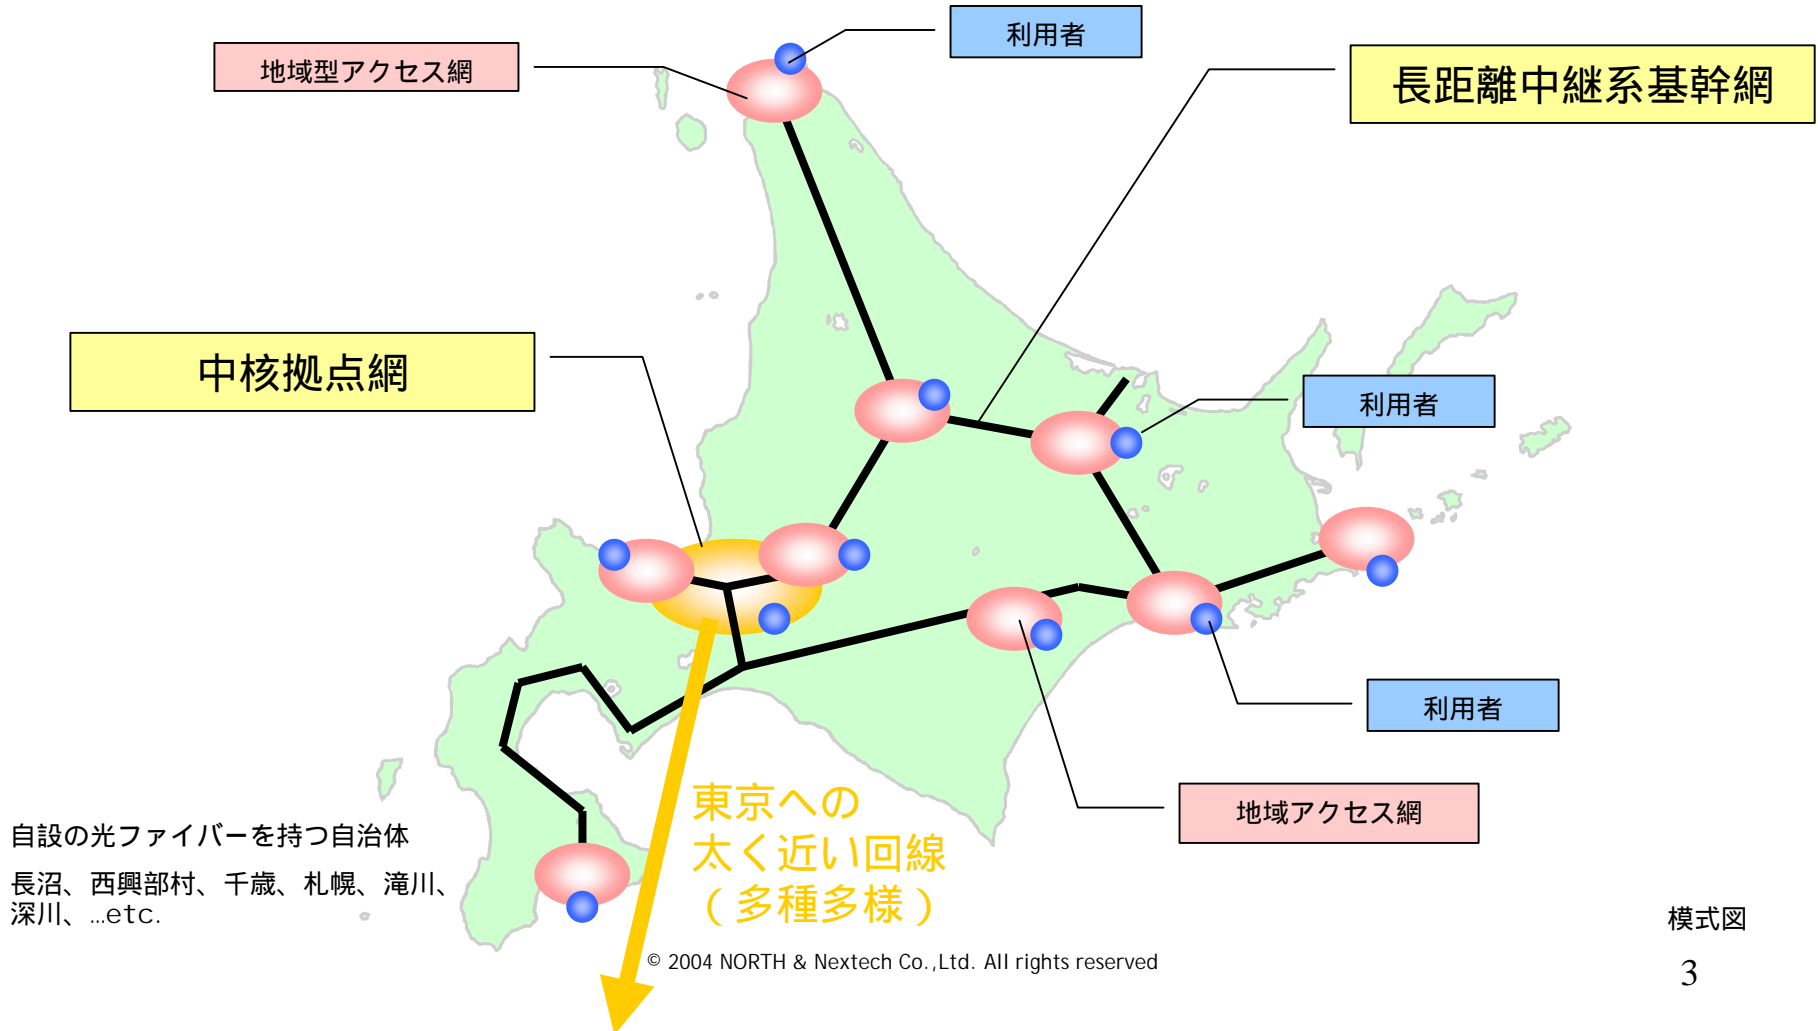 利用者
地域型アクセス網
長距離中継系基幹網
中核拠点網
利用者
利用者
東京への
太く近い回線
（多種多様）
地域アクセス網
自設の光ファイバーを持つ自治体
長沼、西興部村、千歳、札幌、滝川、
深川、…etc.
模式図
© 2004 NORTH & Nextech Co.,Ltd. All rights reserved
3